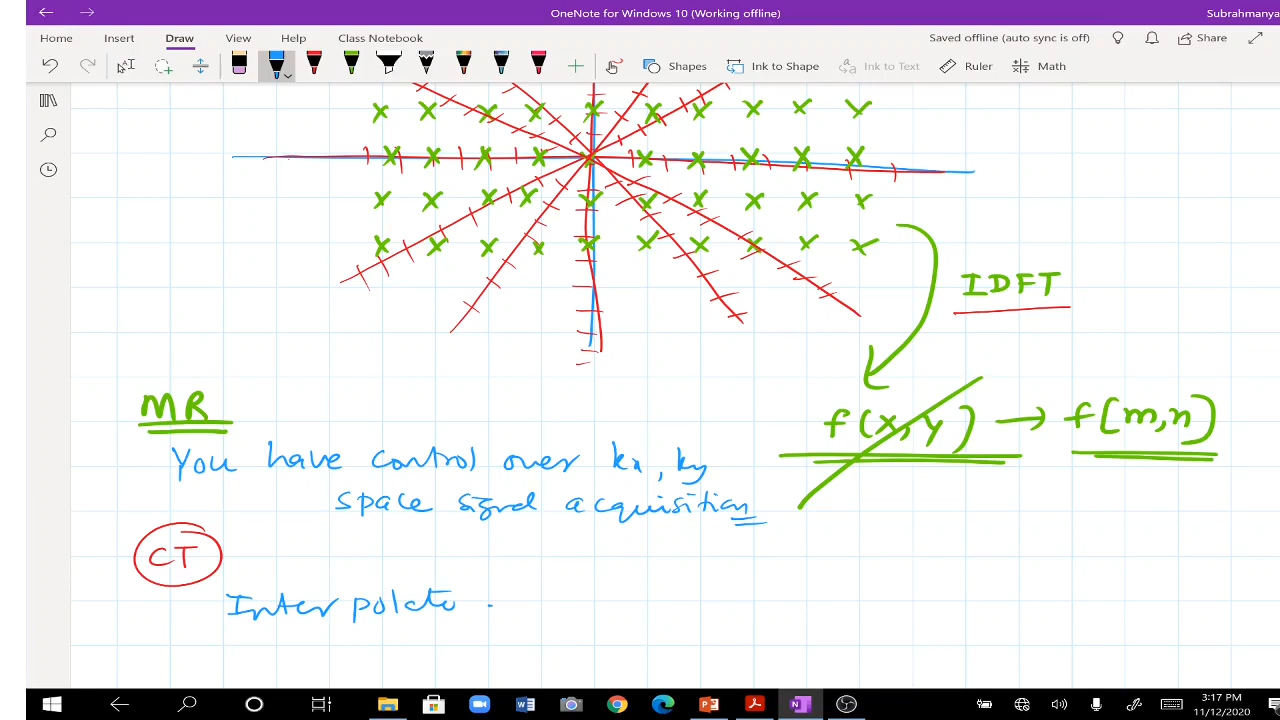 OneNote for Windows 10 (Working offline)
Subrahmanya
Home Insert Draw View Help Class Notebook
Saved offline (auto sync is off) Share
Shapes Ink to Shape Ink to Text Ruler Math
IDFT
MR
f(x,y) → f[m,n]
You have control over kx, ky
space signal acquisition
CT
Interpolate
3:17 PM
11/12/2020